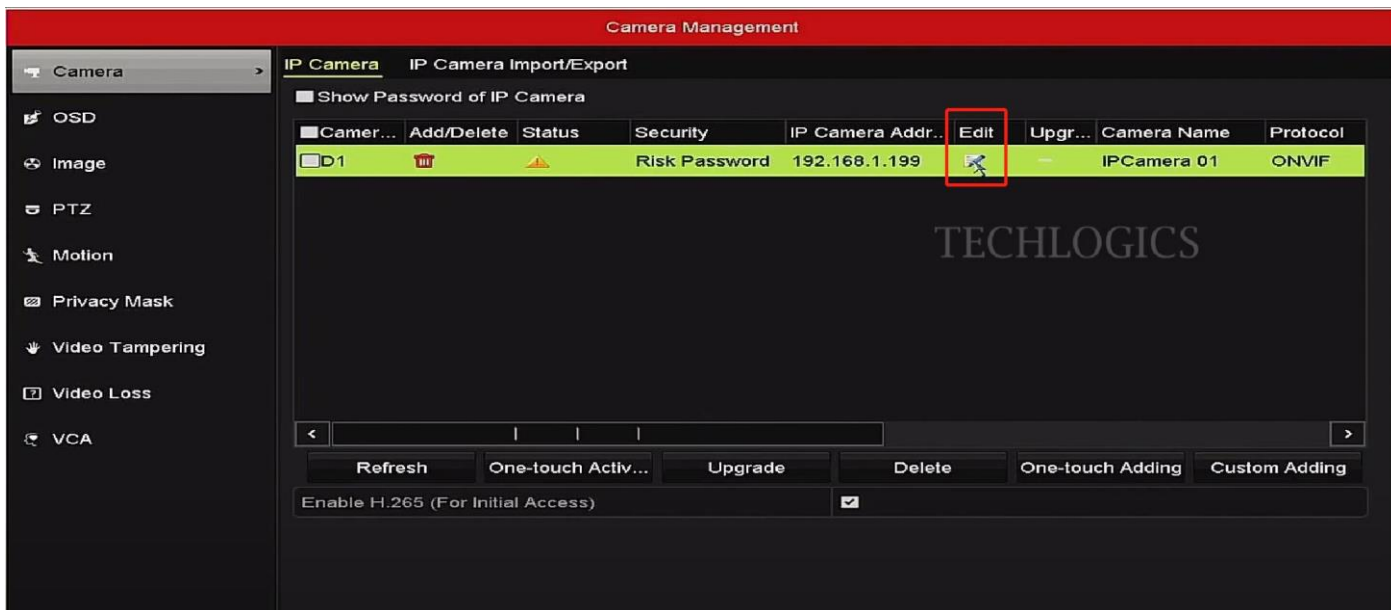 Camera Management
Camera
OSD
Image
PTZ
Motion
Privacy Mask
Video Tampering
Video Loss
VCA
IP Camera IP Camera Import/Export
Show Password of IP Camera
Camer... Add/Delete Status Security IP Camera Addr.. Edit Upgr... Camera Name Protocol
D1 Risk Password 192.168.1.199 IPCamera 01 ONVIF
TECHLOGICS
Refresh One-touch Activ... Upgrade Delete One-touch Adding Custom Adding
Enable H.265 (For Initial Access)